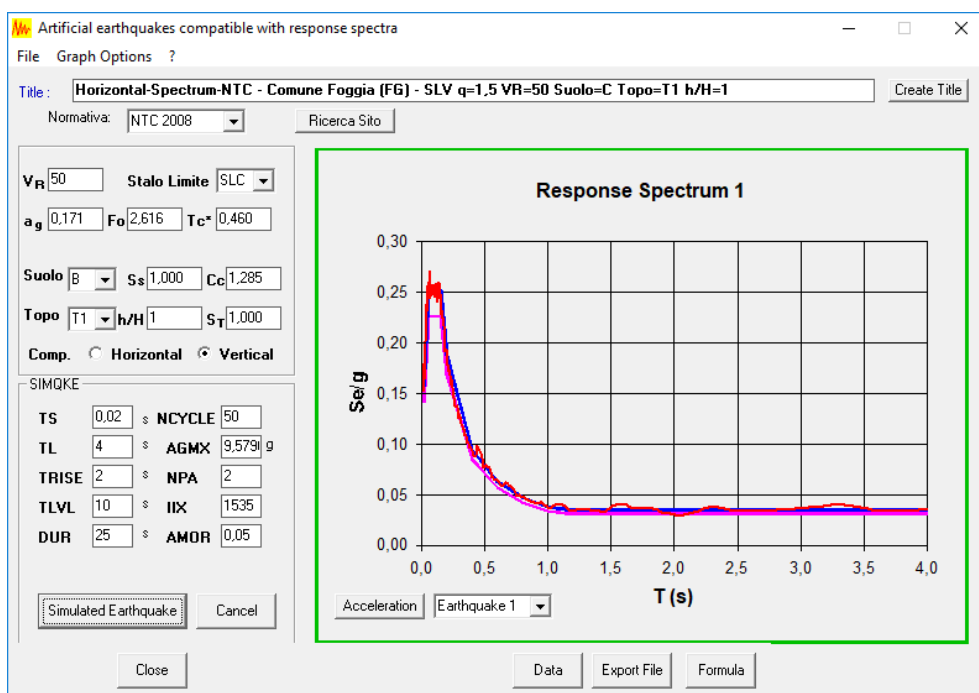 Artificial earthquakes compatible with response spectra
File Graph Options ?
Title : Horizontal-Spectrum-NTC - Comune Foggia (FG) - SLV q=1,5 VR=50 Suolo=C Topo=T1 h/H=1 Create Title
Normativa: NTC 2008 Ricerca Sito
VR 50 Stalo Limite SLC
ag 0,171 Fo 2,616 Tc* 0,460
Suolo B Ss 1,000 Cc 1,285
Topo T1 h/H 1 ST 1,000
Comp. Horizontal Vertical
SIMQKE
TS 0,02 s NCYCLE 50
TL 4 s AGMX 9,579 g
TRISE 2 s NPA 2
TLVL 10 s IIX 1535
DUR 25 s AMOR 0,05
Simulated Earthquake Cancel
Response Spectrum 1
Se/g
0,30
0,25
0,20
0,15
0,10
0,05
0,00
0,0 0,5 1,0 1,5 2,0 2,5 3,0 3,5 4,0
T (s)
Acceleration Earthquake 1
Close Data Export File Formula